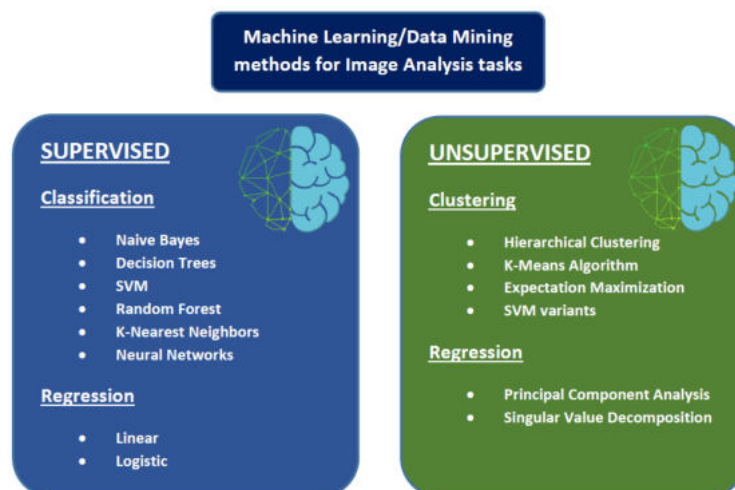 Machine Learning/Data Mining
methods for Image Analysis tasks
SUPERVISED
Classification
• Naive Bayes
• Decision Trees
• SVM
• Random Forest
• K-Nearest Neighbors
• Neural Networks
Regression
• Linear
• Logistic
UNSUPERVISED
Clustering
• Hierarchical Clustering
• K-Means Algorithm
• Expectation Maximization
• SVM variants
Regression
• Principal Component Analysis
• Singular Value Decomposition